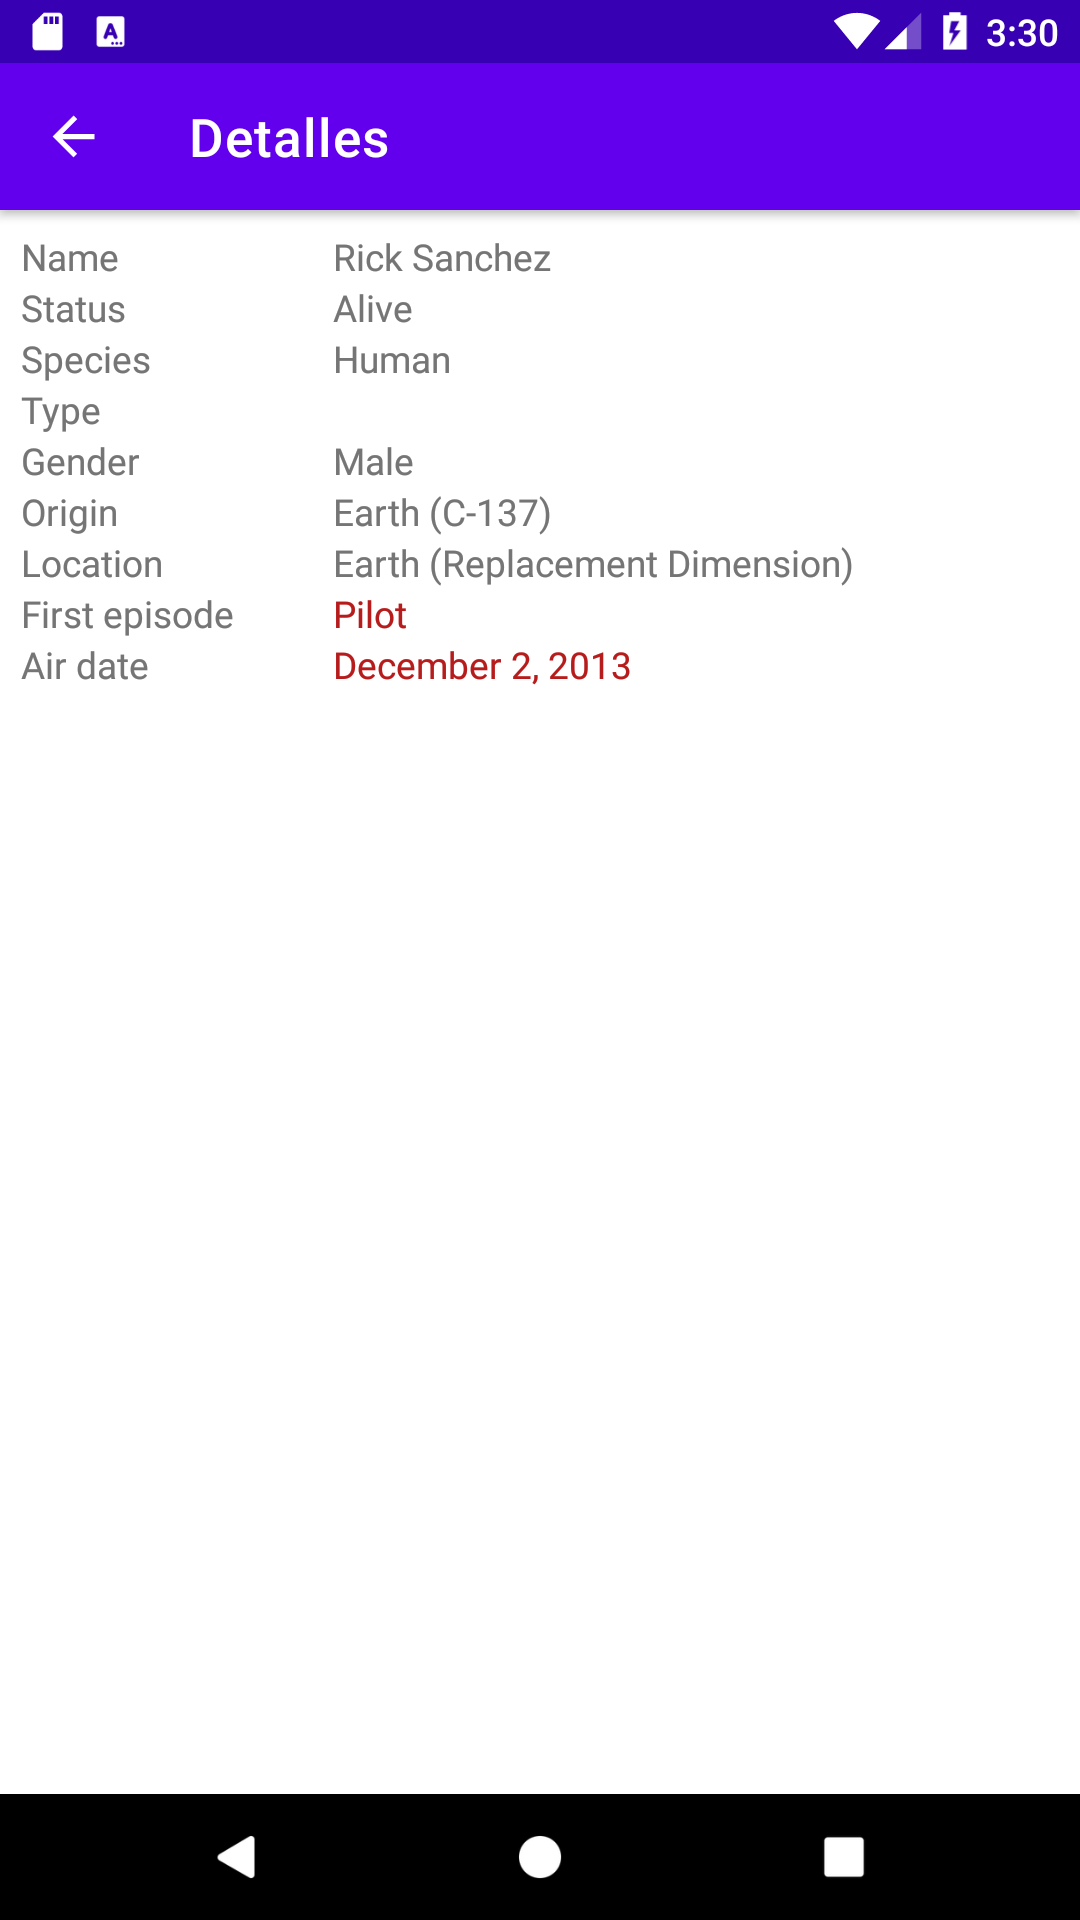 3:30
Detalles
Name Rick Sanchez
Status Alive
Species Human
Type
Gender Male
Origin Earth (C-137)
Location Earth (Replacement Dimension)
First episode Pilot
Air date December 2, 2013